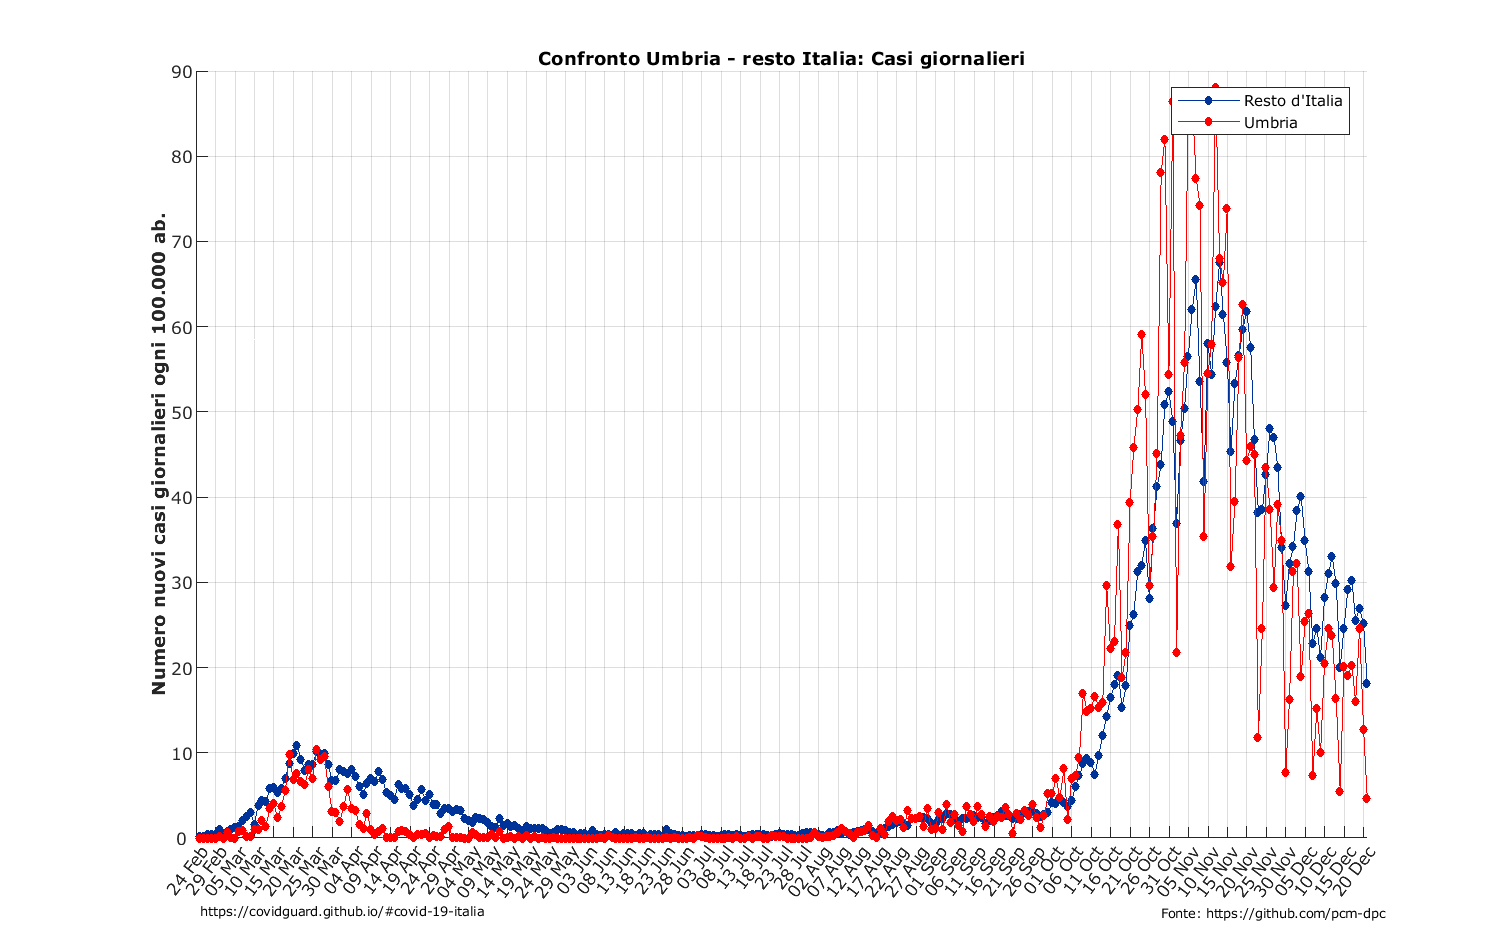 Confronto Umbria - resto Italia: Casi giornalieri
Numero nuovi casi giornalieri ogni 100.000 ab.
90
80
70
60
50
40
30
20
10
0
Resto d'Italia
Umbria
24 Feb
29 Feb
05 Mar
10 Mar
15 Mar
20 Mar
25 Mar
30 Mar
04 Apr
09 Apr
14 Apr
19 Apr
24 Apr
29 Apr
04 May
09 May
14 May
19 May
24 May
29 May
03 Jun
08 Jun
13 Jun
18 Jun
23 Jun
28 Jun
03 Jul
08 Jul
13 Jul
18 Jul
23 Jul
28 Jul
02 Aug
07 Aug
12 Aug
17 Aug
22 Aug
27 Aug
01 Sep
06 Sep
11 Sep
16 Sep
21 Sep
26 Sep
01 Oct
06 Oct
11 Oct
16 Oct
21 Oct
26 Oct
31 Oct
05 Nov
10 Nov
15 Nov
20 Nov
25 Nov
30 Nov
05 Dec
10 Dec
15 Dec
20 Dec
https://covidguard.github.io/#covid-19-italia
Fonte: https://github.com/pcm-dpc